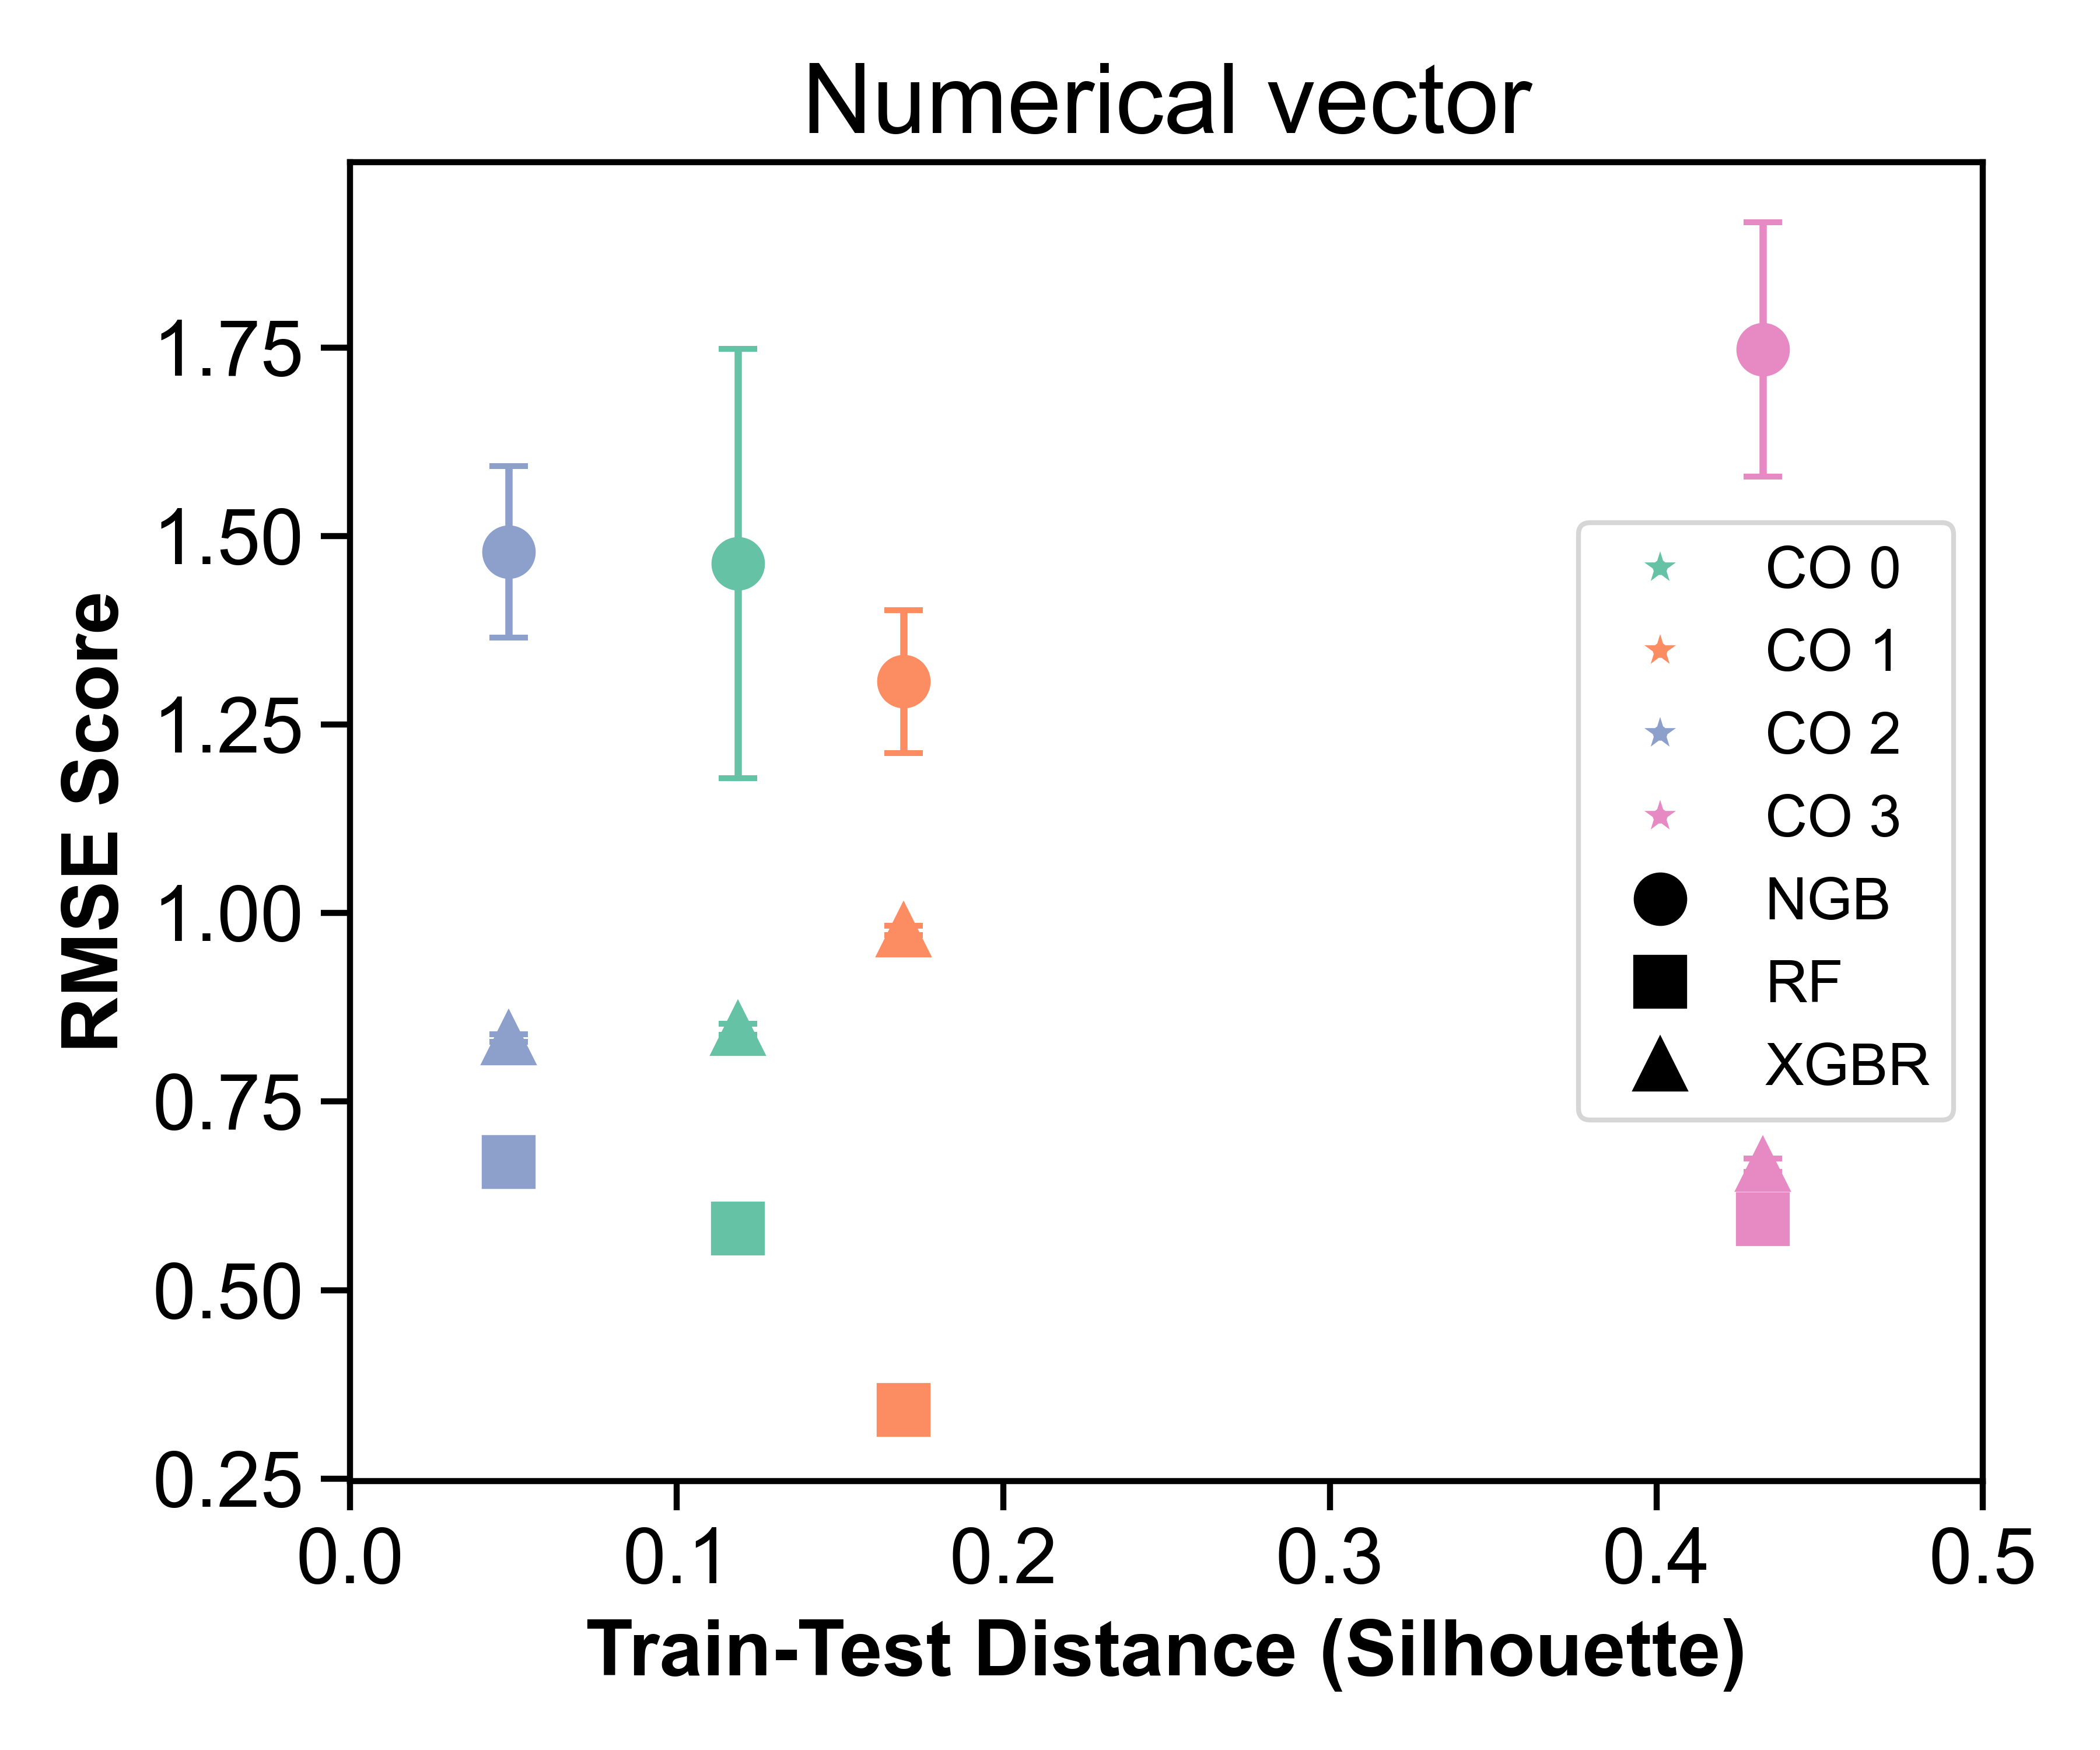 Numerical vector
RMSE Score
1.75
1.50
1.25
1.00
0.75
0.50
0.25
CO 0
CO 1
CO 2
CO 3
NGB
RF
XGBR
0.0 0.1 0.2 0.3 0.4 0.5
Train-Test Distance (Silhouette)